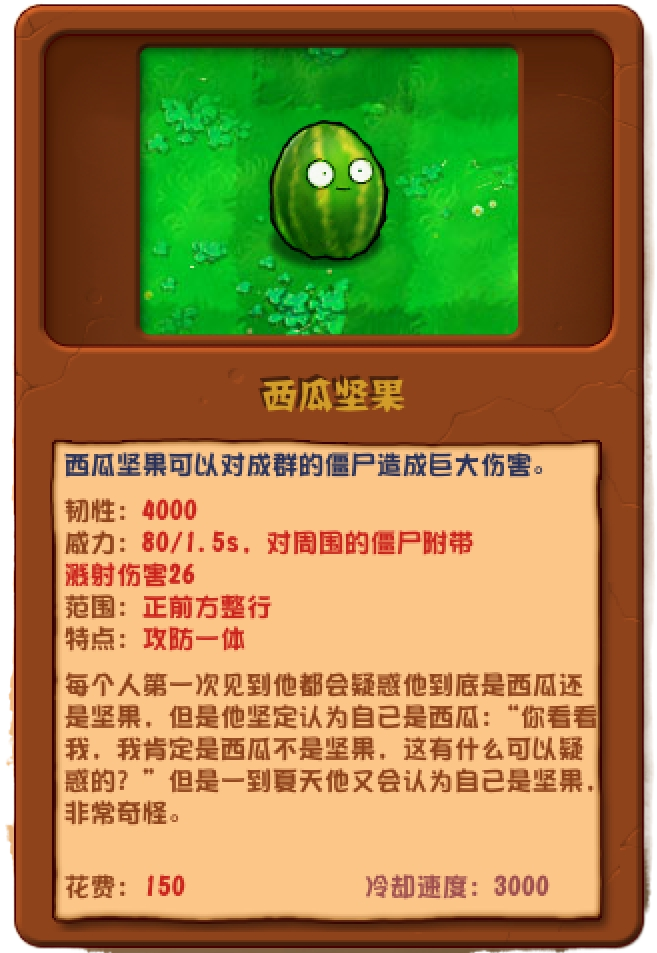 西瓜坚果
西瓜坚果可以对成群的僵尸造成巨大伤害。
韧性：4000
威力：80/1.5s，对周围的僵尸附带
溅射伤害26
范围：正前方整行
特点：攻防一体
每个人第一次见到他都会疑惑他到底是西瓜还
是坚果，但是他坚定认为自己是西瓜：“你看看
我，我肯定是西瓜不是坚果，这有什么可以疑
惑的？”但是一到夏天他又会认为自己是坚果，
非常奇怪。
花费：150 冷却速度：3000